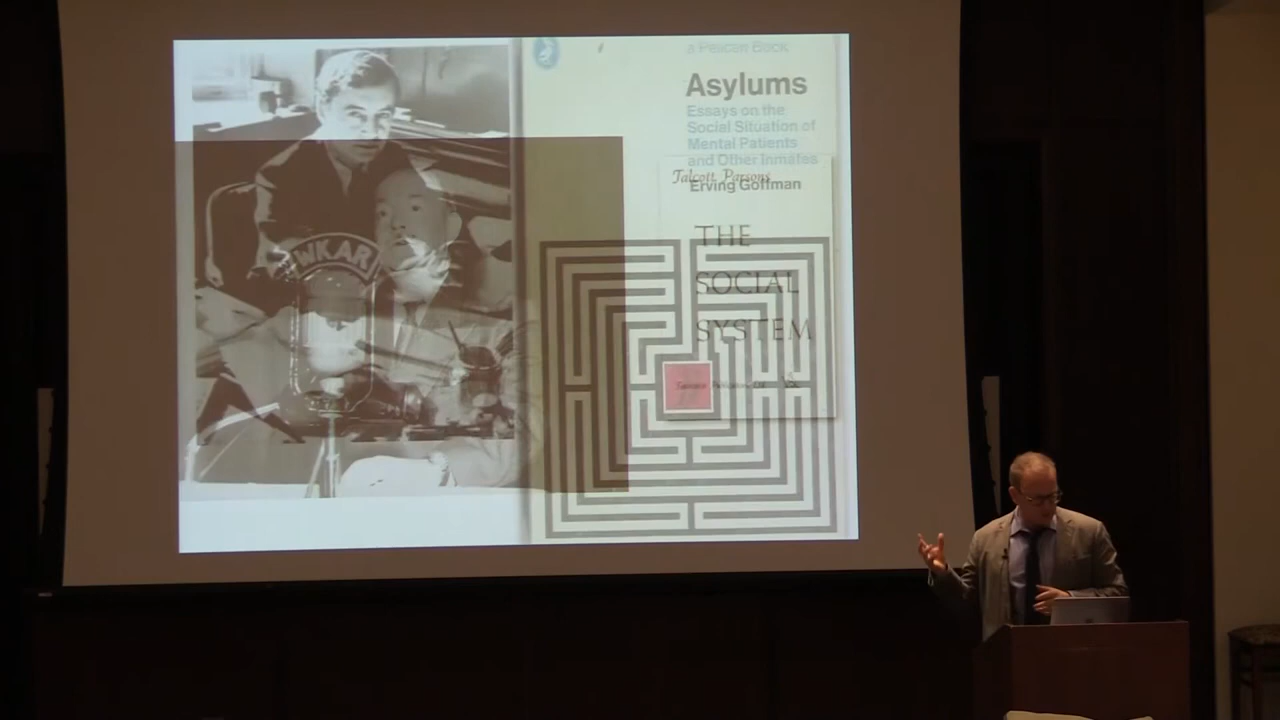 WKAR
a Pelican Book
Asylums
Essays on the
Social Situation of
Mental Patients
and Other Inmates
Talcott Parsons
Erving Goffman
THE
SOCIAL
SYSTEM